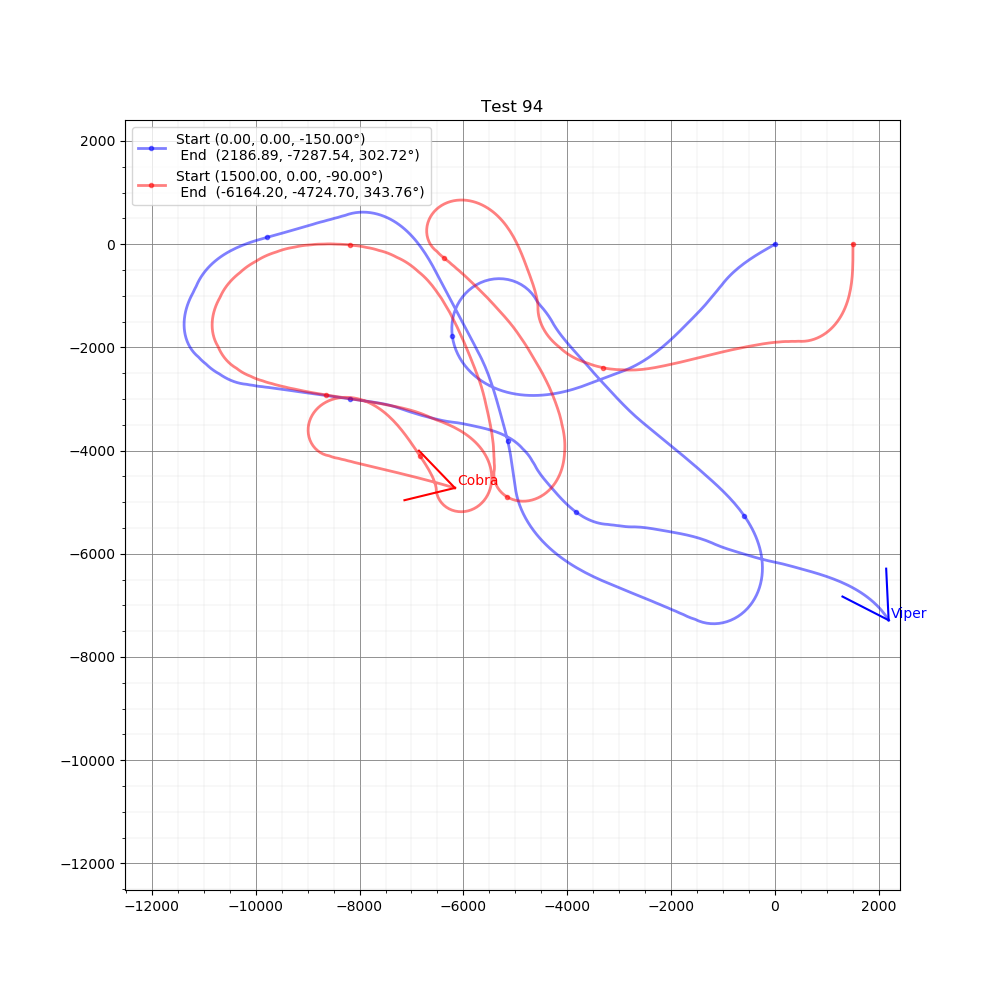 Test 94
Start (0.00, 0.00, -150.00°)
End (2186.89, -7287.54, 302.72°)
Start (1500.00, 0.00, -90.00°)
End (-6164.20, -4724.70, 343.76°)
2000
0
−2000
−4000
−6000
−8000
−10000
−12000
Cobra
Viper
−12000 −10000 −8000 −6000 −4000 −2000 0 2000